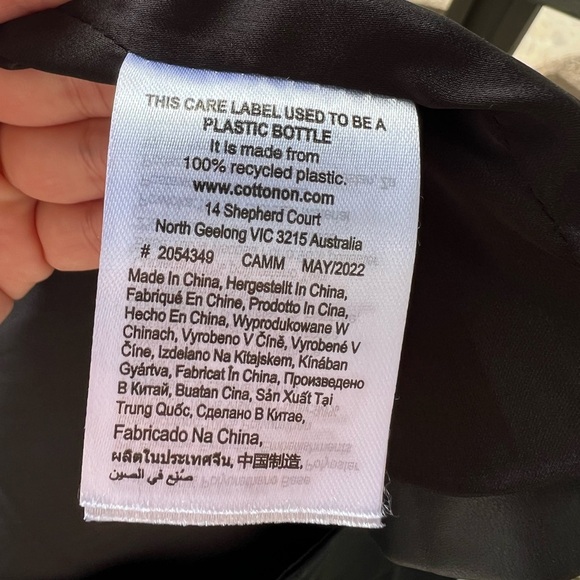 THIS CARE LABEL USED TO BE A
PLASTIC BOTTLE
It is made from
100% recycled plastic.
www.cottonon.com
14 Shepherd Court
North Geelong VIC 3215 Australia
# 2054349 CAMM MAY/2022
Made In China, Hergestellt In China,
Fabriqué En Chine, Prodotto In Cina,
Hecho En China, Wyprodukowane W
Chinach, Vyrobeno V Číně, Vyrobené V
Číne, Izdelano Na Kitajskem, Kínában
Gyártva, Fabricat În China, Произведено
В Китай, Buatan Cina, Sản Xuất Tại
Trung Quốc, Сделано В Китае,
Fabricado Na China,
ผลิตในประเทศจีน, 中国制造,
صُنع في الصين